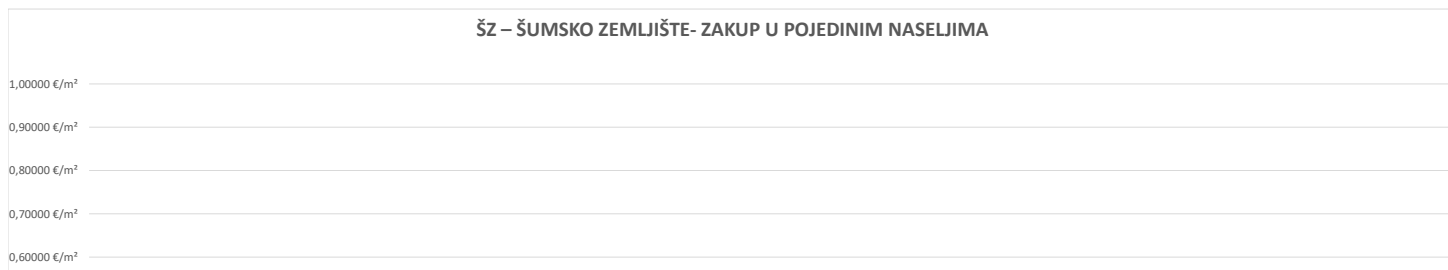 ŠZ – ŠUMSKO ZEMLJIŠTE- ZAKUP U POJEDINIM NASELJIMA
1,00000 €/m²
0,90000 €/m²
0,80000 €/m²
0,70000 €/m²
0,60000 €/m²